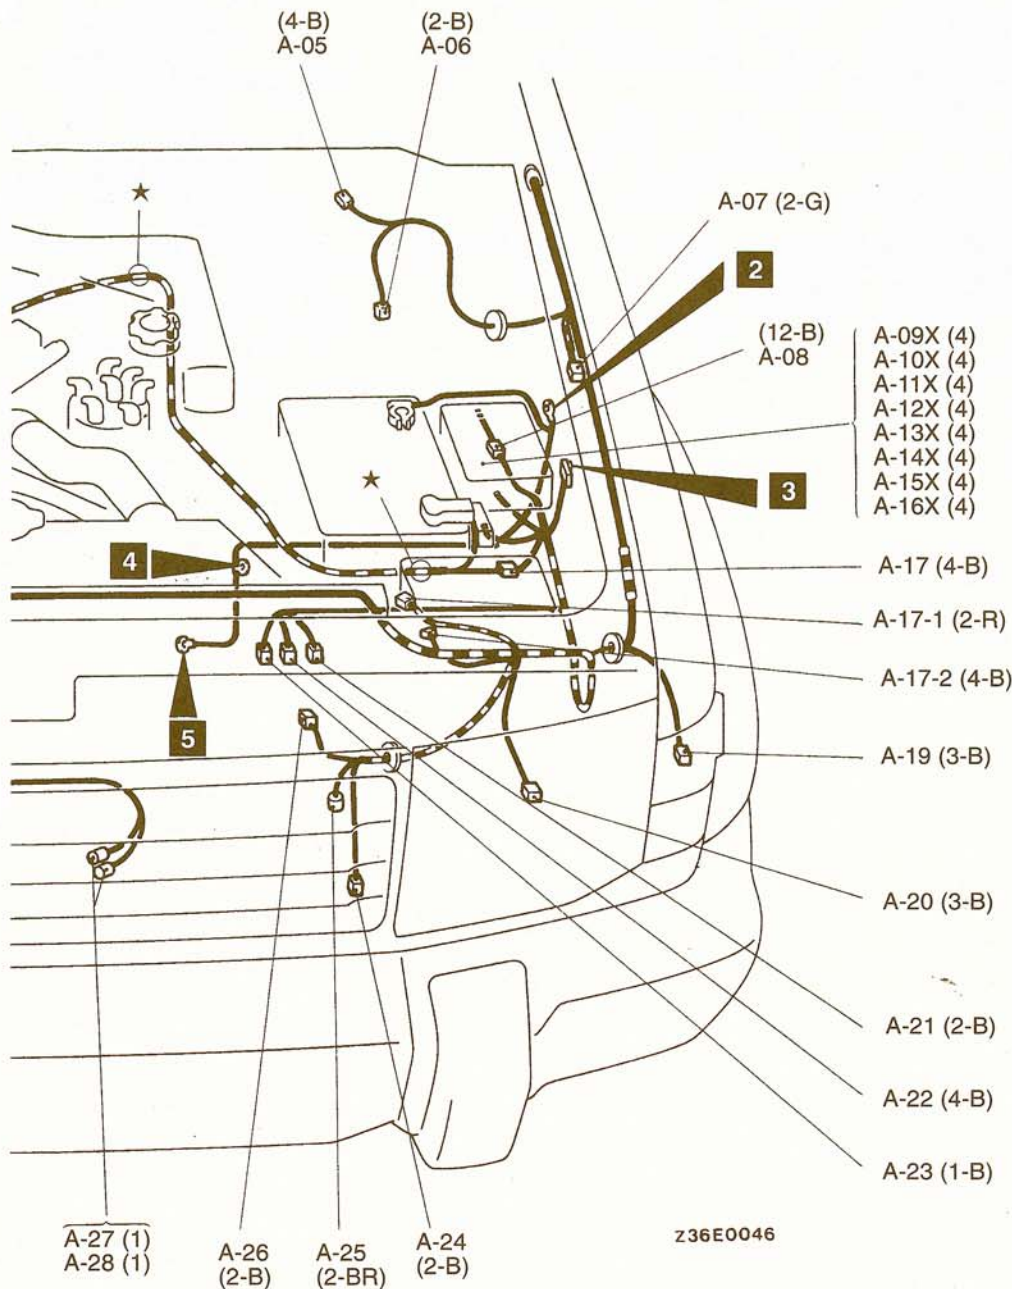 (4-B)
A-05
(2-B)
A-06
★
A-07 (2-G)
2
(12-B)
A-08
A-09X (4)
A-10X (4)
A-11X (4)
A-12X (4)
A-13X (4)
A-14X (4)
A-15X (4)
A-16X (4)
★
3
4
A-17 (4-B)
A-17-1 (2-R)
A-17-2 (4-B)
5
A-19 (3-B)
A-20 (3-B)
A-21 (2-B)
A-22 (4-B)
A-23 (1-B)
A-27 (1)
A-28 (1)
A-26
(2-B)
A-25
(2-BR)
A-24
(2-B)
Z36E0046